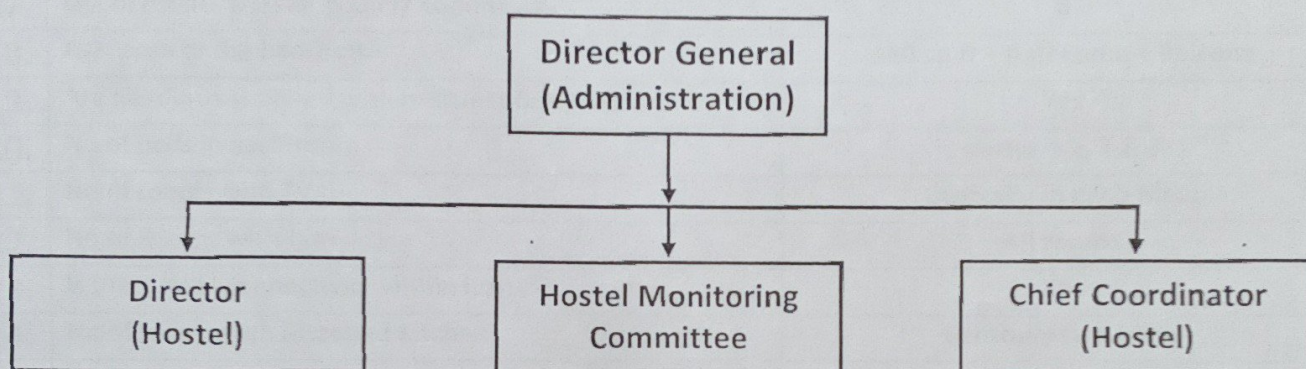 Director General
(Administration)
Director
(Hostel)
Hostel Monitoring
Committee
Chief Coordinator
(Hostel)